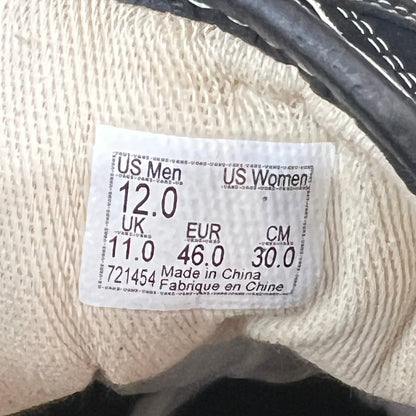 US Men US Women
12.0
UK EUR CM
11.0 46.0 30.0
721454 Made in China
Fabrique en Chine